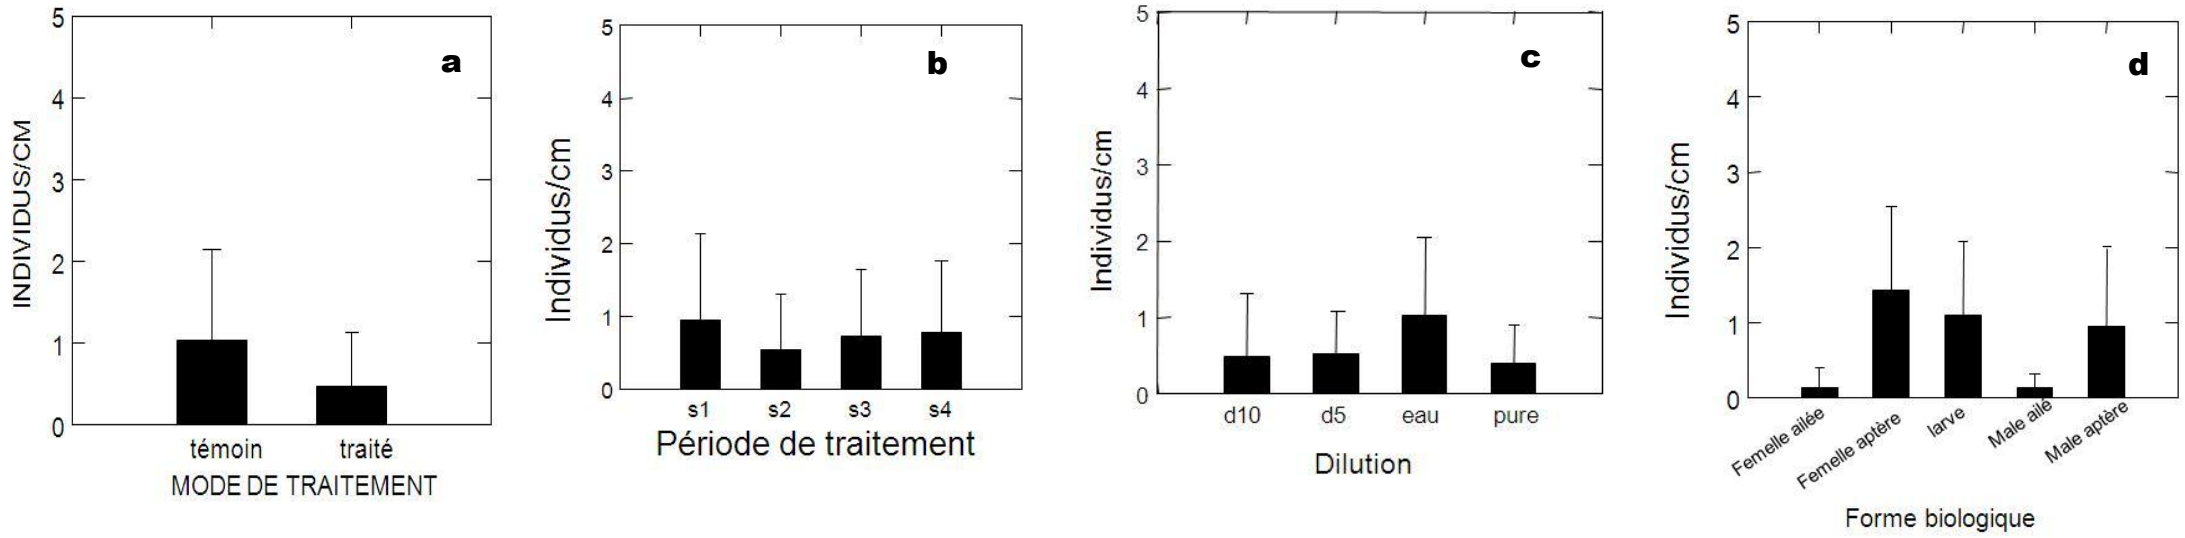 a
INDIVIDUS/CM
5
4
3
2
1
0
témoin traité
MODE DE TRAITEMENT
b
Individus/cm
5
4
3
2
1
0
s1 s2 s3 s4
Période de traitement
c
Individus/cm
5
4
3
2
1
0
d10 d5 eau pure
Dilution
d
Individus/cm
5
4
3
2
1
0
Femelle ailée
Femelle aptère
larve
Male ailé
Male aptère
Forme biologique